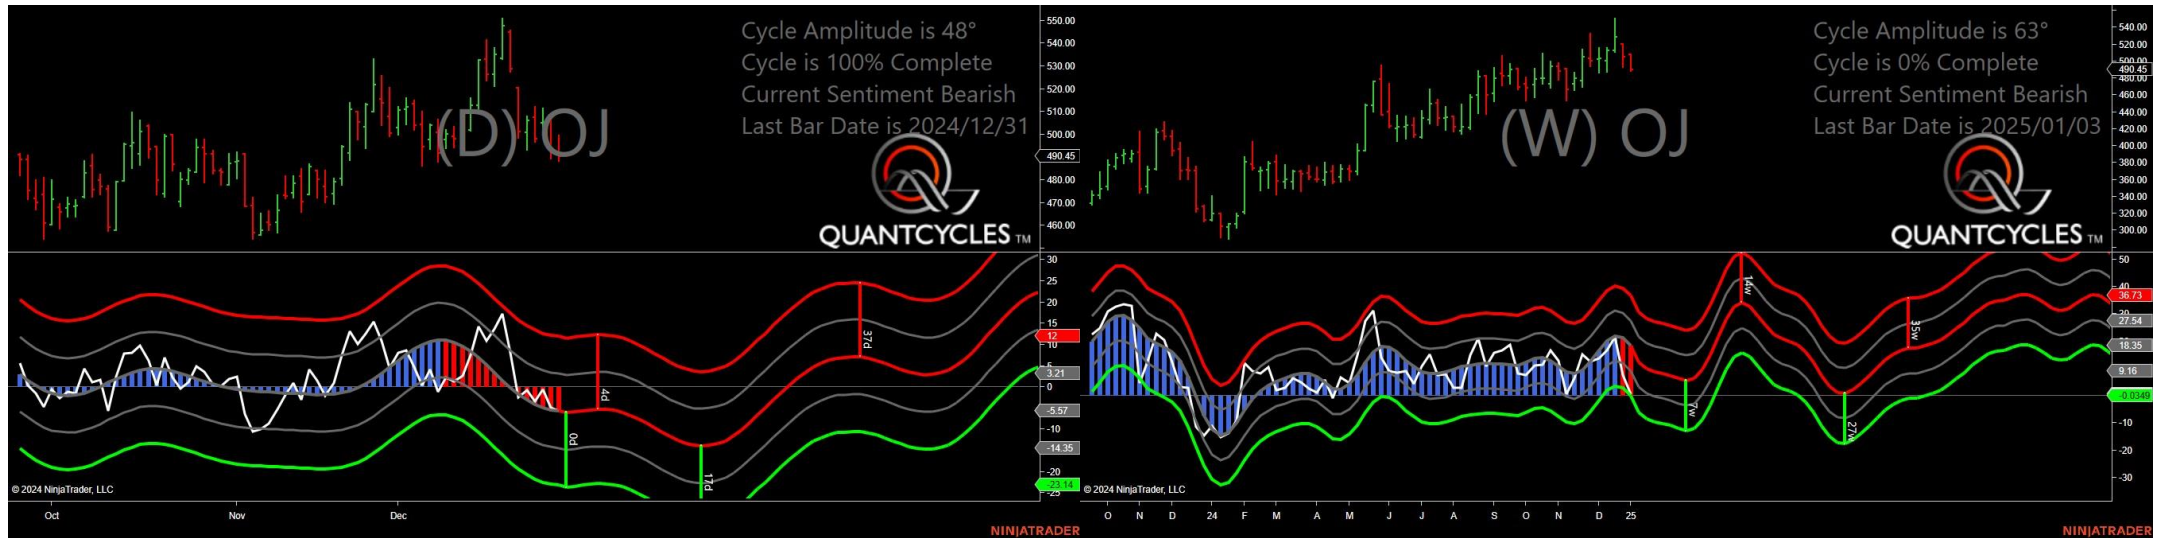 Cycle Amplitude is 48°
Cycle is 100% Complete
Current Sentiment Bearish
Last Bar Date is 2024/12/31
(D) OJ
QUANTCYCLES TM
550.00
540.00
530.00
520.00
510.00
500.00
490.45
480.00
470.00
460.00
30
25
20
15
12
10
5
3.21
0
-5.57
-10
-14.35
-20
-23.14
-25
4d
0d
17d
37d
© 2024 NinjaTrader, LLC
Oct
Nov
Dec
NINJATRADER
Cycle Amplitude is 63°
Cycle is 0% Complete
Current Sentiment Bearish
Last Bar Date is 2025/01/03
(W) OJ
QUANTCYCLES TM
540.00
520.00
500.00
490.45
480.00
460.00
440.00
420.00
400.00
380.00
360.00
340.00
320.00
300.00
50
40
36.73
30
27.54
18.35
9.16
-0.0349
-10
-20
-30
7w
14w
27w
35w
© 2024 NinjaTrader, LLC
O N D 24 F M A M J J A S O N D 25
NINJATRADER